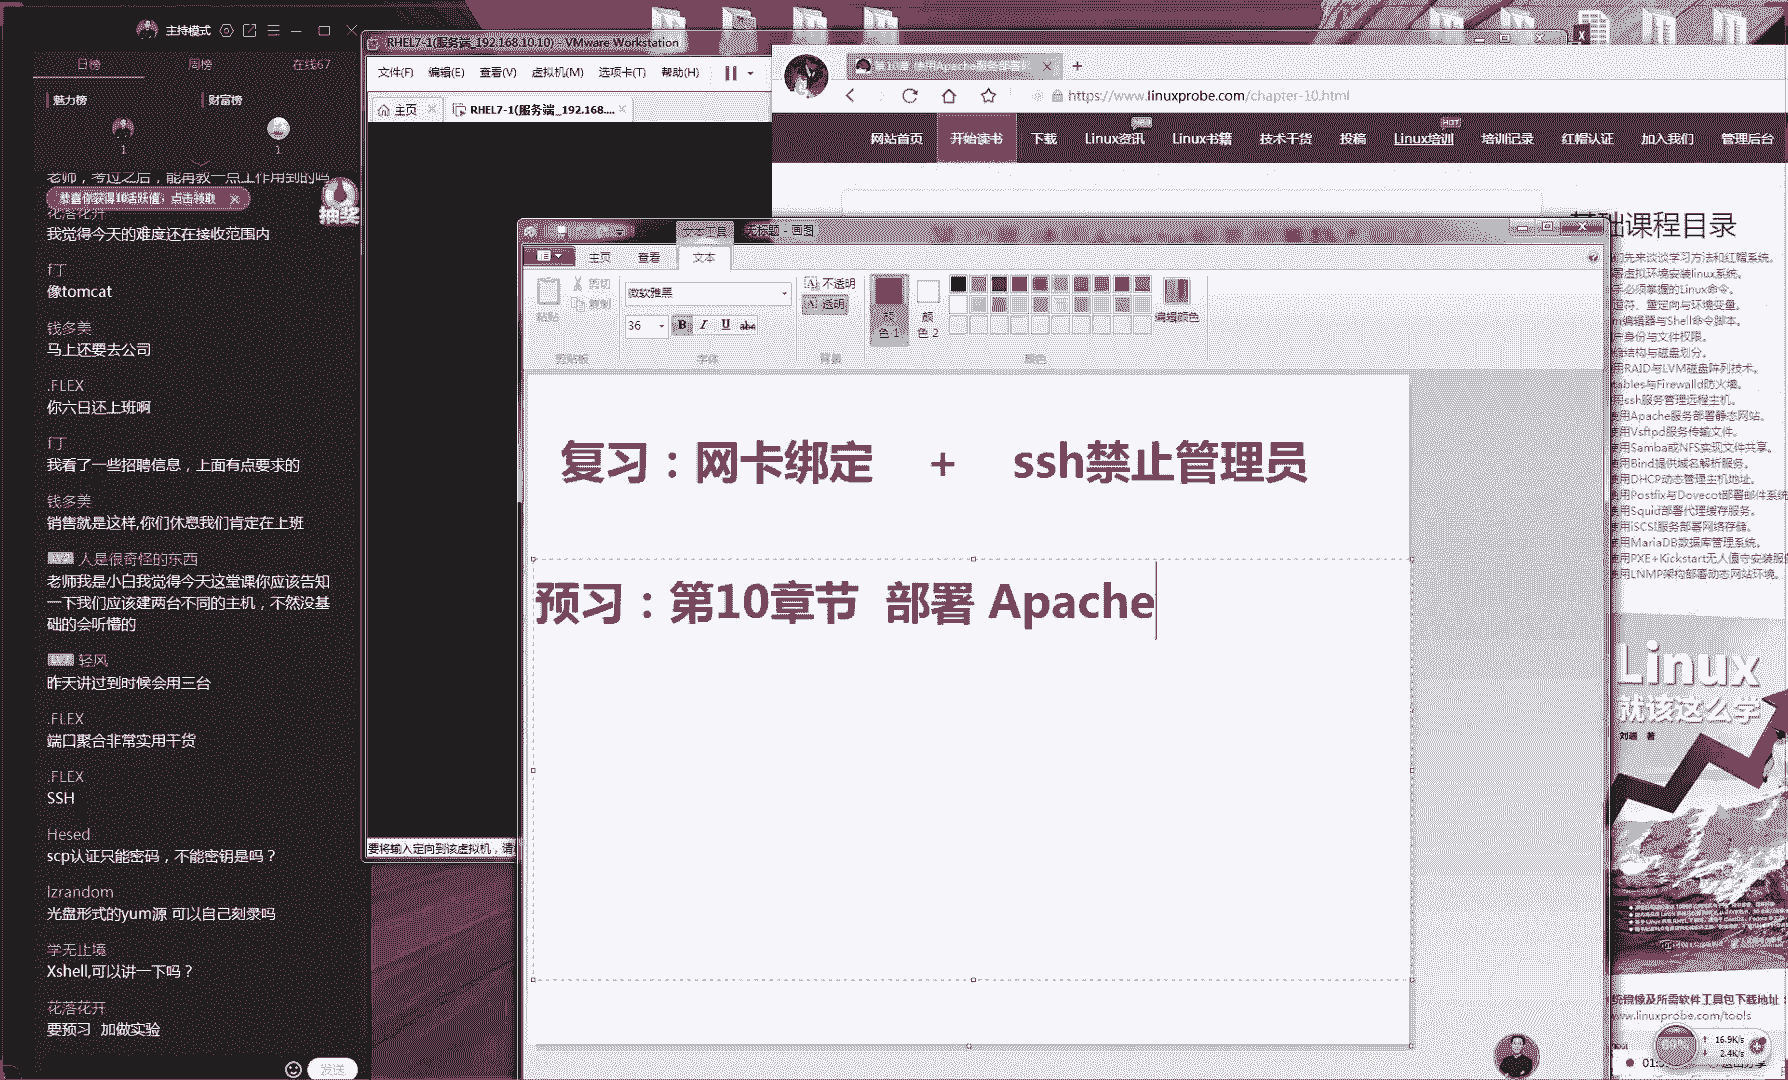 主持模式
日榜
周榜
在线67
魅力榜
财富榜
1
1
老师，考过之后，能再教一点工作用到的吗
恭喜你获得10活跃值，点击领取
抽奖
花落花开
我觉得今天的难度还在接收范围内
f丁
像tomcat
钱多美
马上还要去公司
.FLEX
你六日还上班啊
f丁
我看了一些招聘信息，上面有点要求的
钱多美
销售就是这样,你们休息我们肯定在上班
人是很奇怪的东西
老师我是小白我觉得今天这堂课你应该告知
一下我们应该建两台不同的主机，不然没基
础的会听懵的
轻风
昨天讲过到时候会用三台
.FLEX
端口聚合非常实用干货
.FLEX
SSH
Hesed
scp认证只能密码，不能密钥是吗？
lzrandom
光盘形式的yum源 可以自己刻录吗
学无止境
Xshell,可以讲一下吗？
花落花开
要预习  加做实验
发送
RHEL7-1(服务端_192.168.10.10) - VMware Workstation
文件(F)
编辑(E)
查看(V)
虚拟机(M)
选项卡(T)
帮助(H)
主页
RHEL7-1(服务端_192.168....
要将输入定向到该虚拟机，请
https://www.linuxprobe.com/chapter-10.html
网站首页
开始读书
下载
Linux资讯
Linux书籍
技术干货
投稿
Linux培训
HOT
培训记录
红帽认证
加入我们
管理后台
文本工具
无标题 - 画图
主页
查看
文本
粘贴
剪切
复制
剪贴板
微软雅黑
36
B
I
U
abc
字体
不透明
透明
背景
颜
色 1
颜
色 2
编辑颜色
颜色
复习：网卡绑定 + ssh禁止管理员
预习：第10章节 部署 Apache
础课程目录
们先来谈谈学习方法和红帽系统。
署虚拟环境安装linux系统。
手必须掌握的Linux命令。
道符、重定向与环境变量。
m编辑器与Shell命令脚本。
户身份与文件权限。
储结构与磁盘划分。
用RAID与LVM磁盘阵列技术。
tables与Firewalld防火墙。
用ssh服务管理远程主机。
使用Apache服务部署静态网站。
使用Vsftpd服务传输文件。
使用Samba或NFS实现文件共享。
使用Bind提供域名解析服务。
使用DHCP动态管理主机地址。
使用Postfix与Dovecot部署邮件系统
使用Squid部署代理缓存服务。
使用iSCSI服务部署网络存储。
使用MariaDB数据库管理系统。
使用PXE+Kickstart无人值守安装服
使用LNMP架构部署动态网站环境。
Linux
就该这么学
刘遄 著
统镜像及所需软件工具包下载地址：
www.linuxprobe.com/tools
16.9K/s
2.4K/s